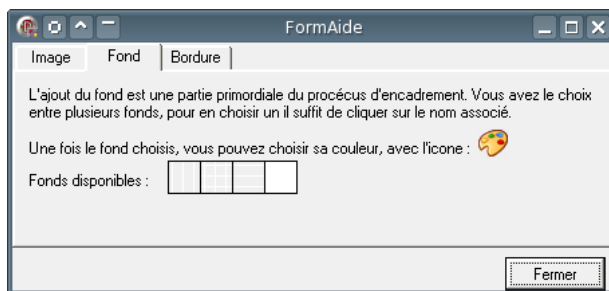 FormAide
Image Fond Bordure
L'ajout du fond est une partie primordiale du procécus d'encadrement. Vous avez le choix
entre plusieurs fonds, pour en choisir un il suffit de cliquer sur le nom associé.
Une fois le fond choisis, vous pouvez choisir sa couleur, avec l'icone :
Fonds disponibles :
Fermer